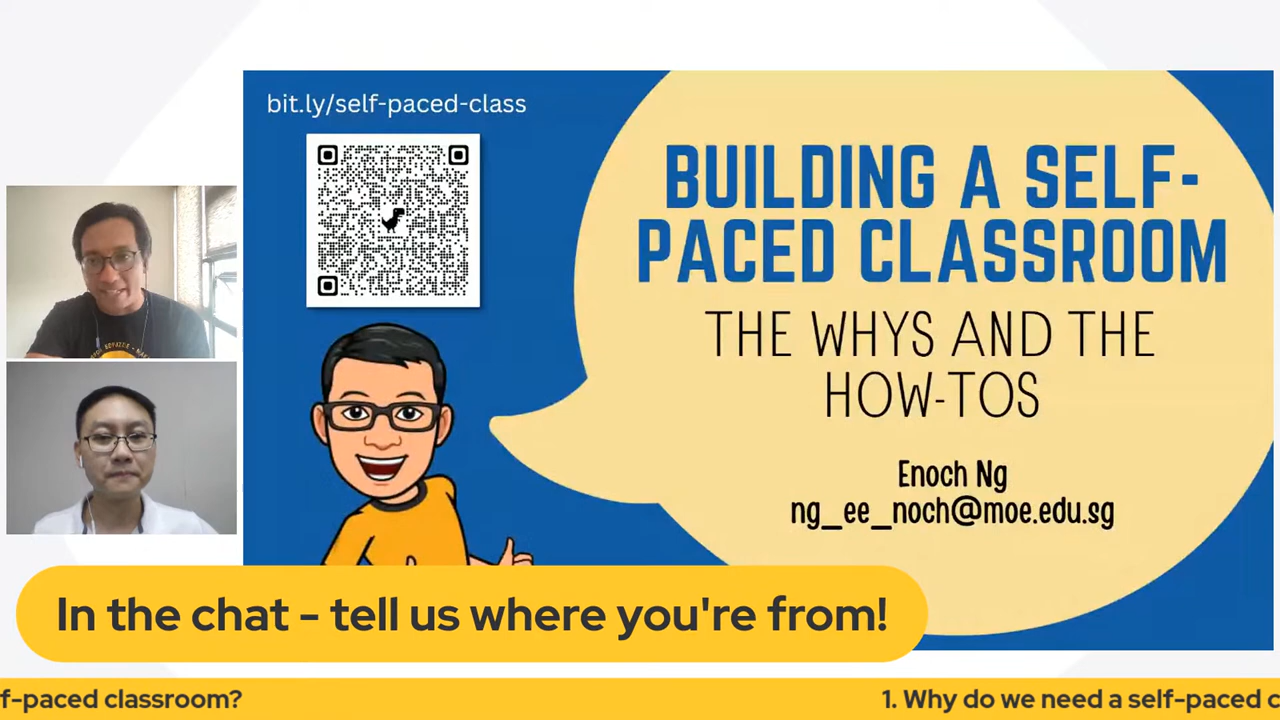 bit.ly/self-paced-class
BUILDING A SELF-
PACED CLASSROOM
THE WHYS AND THE
HOW-TOS
Enoch Ng
ng_ee_noch@moe.edu.sg
In the chat - tell us where you're from!
f-paced classroom?
1. Why do we need a self-paced c